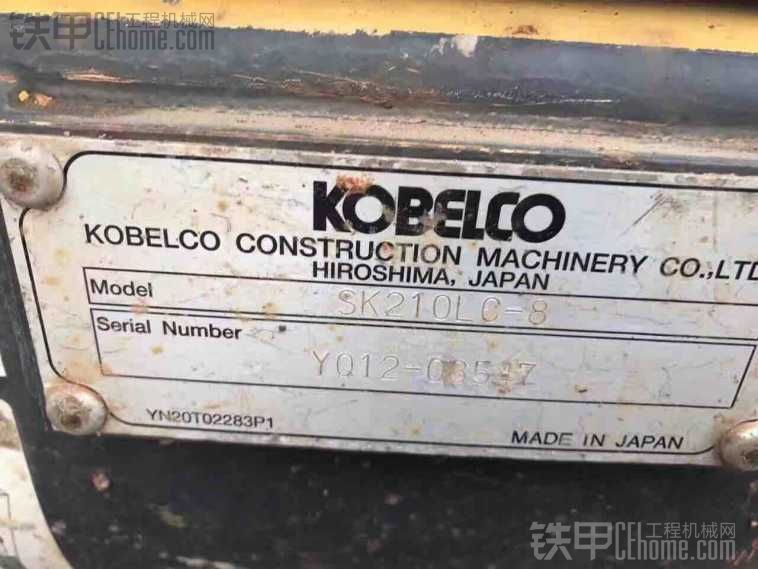 铁甲工程机械网
CEhome.com
KOBELCO
KOBELCO CONSTRUCTION MACHINERY CO.,LTD
HIROSHIMA, JAPAN
Model SK210LC-8
Serial Number
YN20T02283P1
MADE IN JAPAN
铁甲工程机械网
CEhome.com